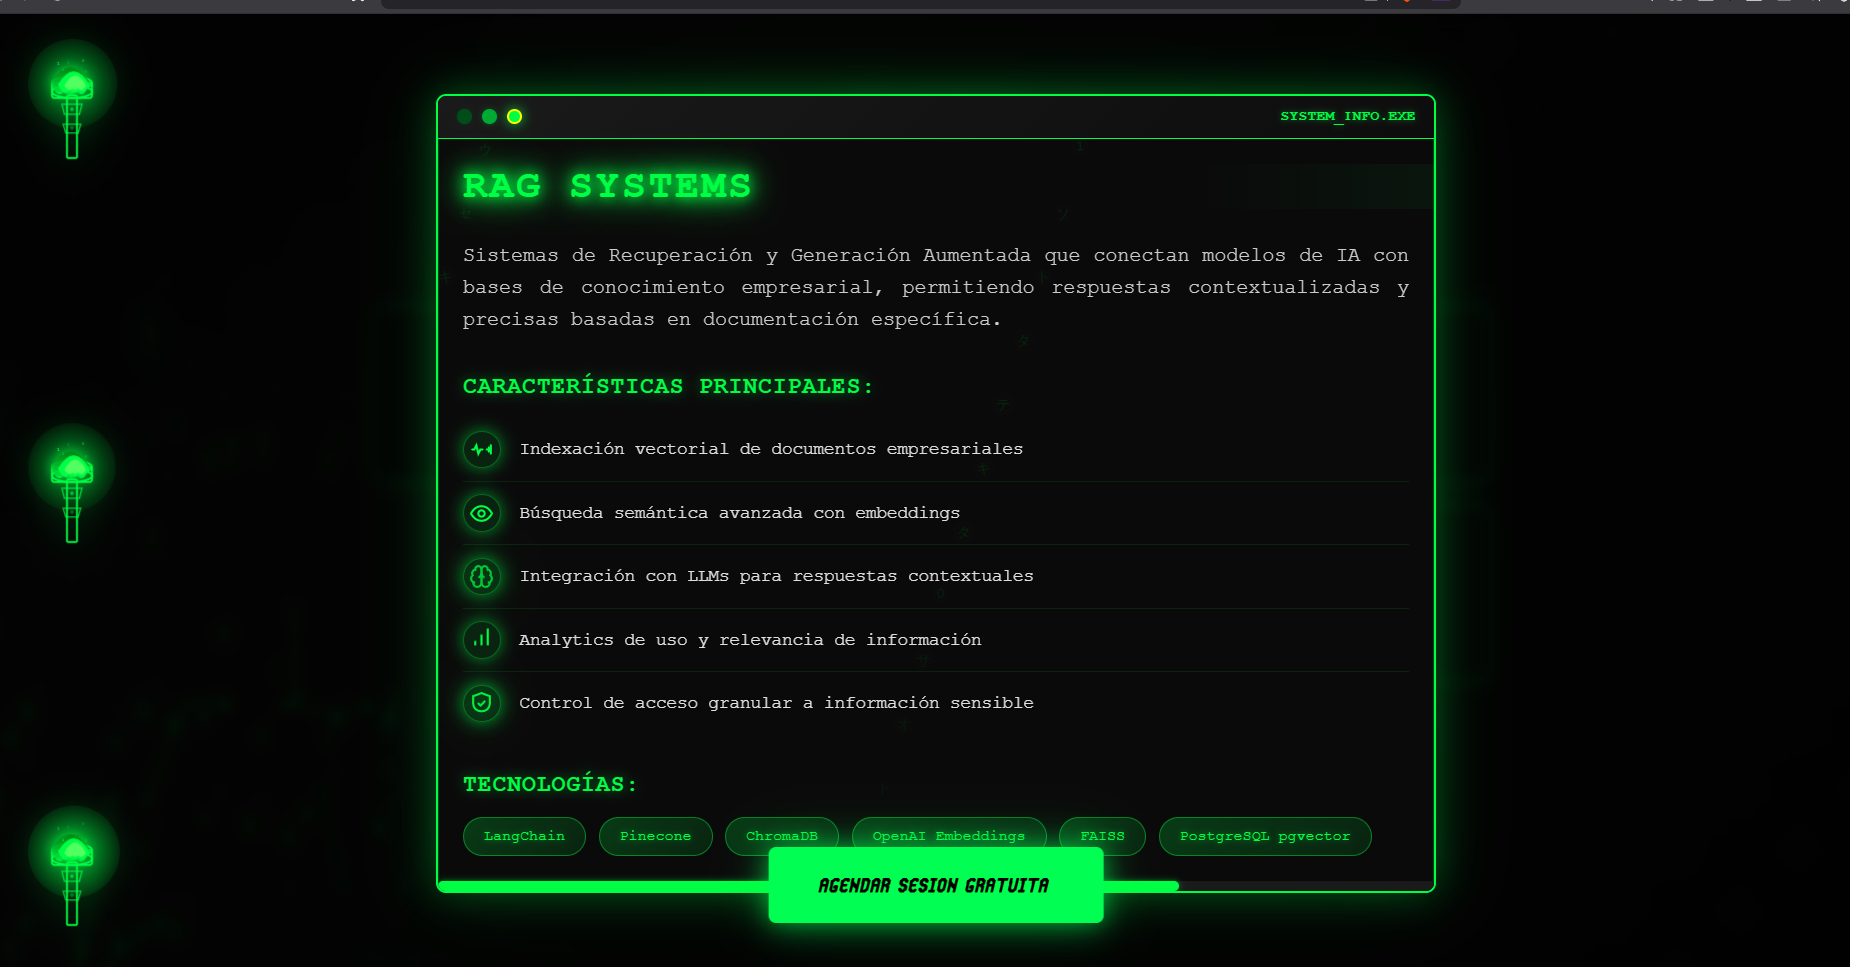 SYSTEM_INFO.EXE
RAG SYSTEMS
Sistemas de Recuperación y Generación Aumentada que conectan modelos de IA con
bases de conocimiento empresarial, permitiendo respuestas contextualizadas y
precisas basadas en documentación específica.
CARACTERÍSTICAS PRINCIPALES:
Indexación vectorial de documentos empresariales
Búsqueda semántica avanzada con embeddings
Integración con LLMs para respuestas contextuales
Analytics de uso y relevancia de información
Control de acceso granular a información sensible
TECNOLOGÍAS:
LangChain
Pinecone
ChromaDB
OpenAI Embeddings
FAISS
PostgreSQL pgvector
AGENDAR SESION GRATUITA